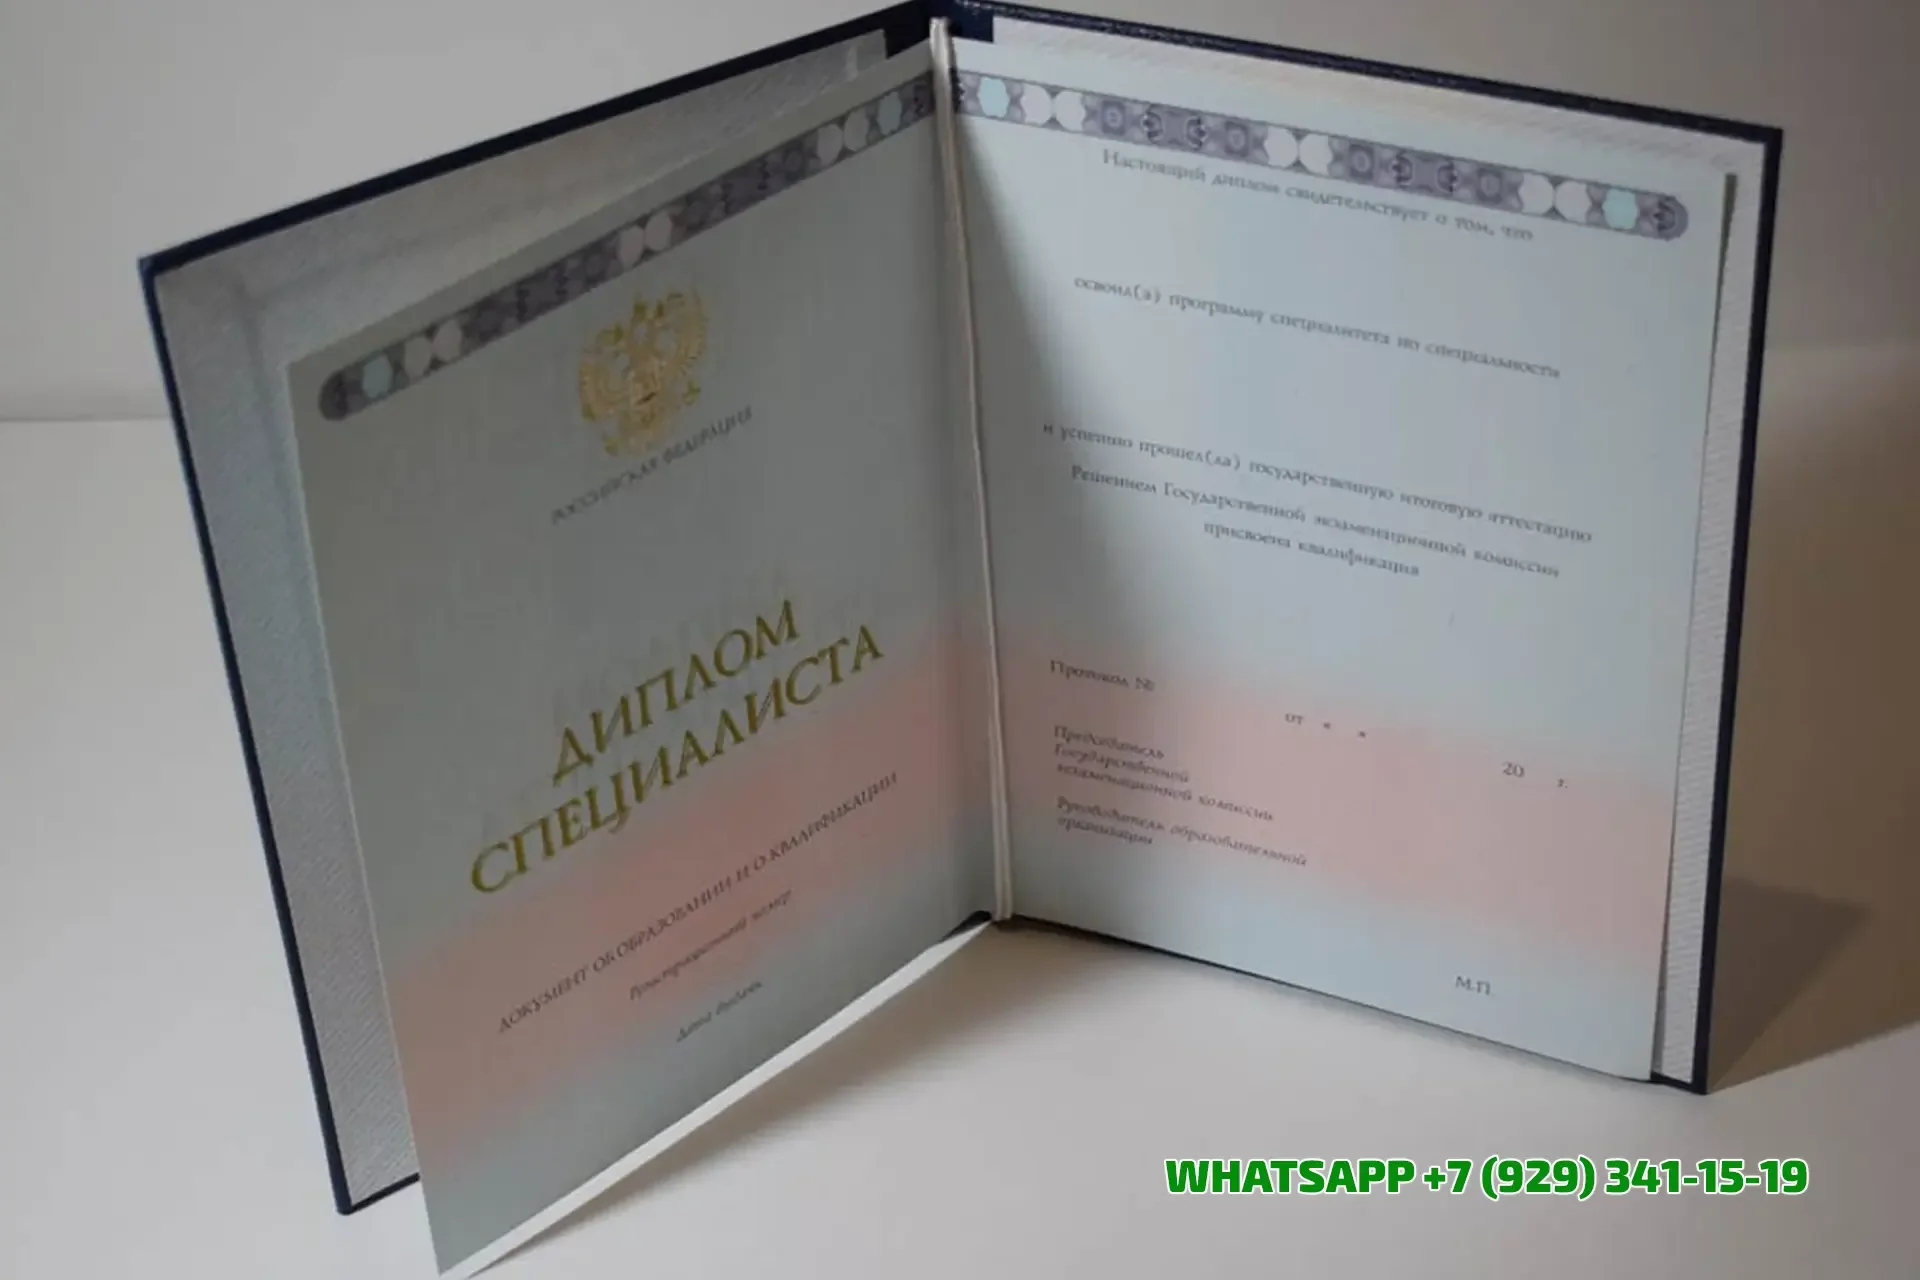 РОССИЙСКАЯ ФЕДЕРАЦИЯ
ДИПЛОМ
СПЕЦИАЛИСТА
ДОКУМЕНТ ОБ ОБРАЗОВАНИИ И О КВАЛИФИКАЦИИ
Регистрационный номер
Дата выдачи
Настоящий диплом свидетельствует о том, что
освоил(а) программу специалитета по специальности
и успешно прошел(ла) государственную итоговую аттестацию
Решением Государственной экзаменационной комиссии
присвоена квалификация
Протокол №
от « »
20 г.
Председатель
Государственной
экзаменационной комиссии
Руководитель образовательной
организации
М.П.
WHATSAPP +7 (929) 341-15-19